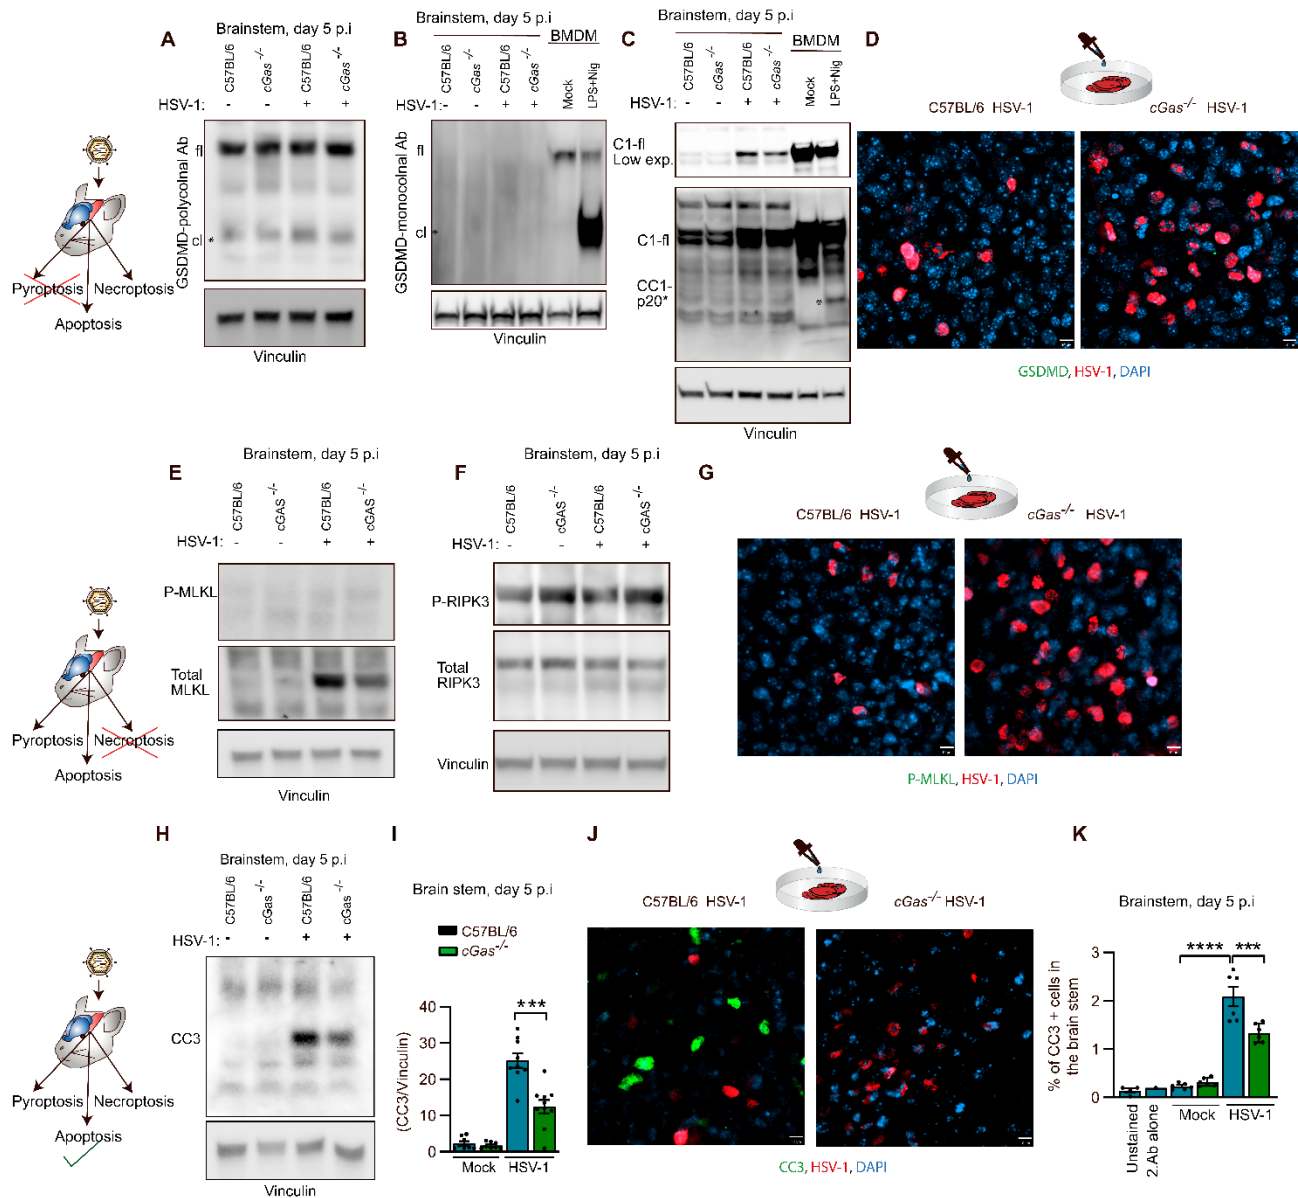 A
Brainstem, day 5 p.i
C57BL/6
cGas -/-
C57BL/6
cGas -/-
HSV-1: - - + +
GSDMD-polycolnal Ab
fl
cl *
Vinculin
B
Brainstem, day 5 p.i
BMDM
C57BL/6
cGas -/-
C57BL/6
cGas -/-
Mock
LPS+Nig
HSV-1: - - + +
GSDMD-monocolnal Ab
fl
cl *
Vinculin
C
Brainstem, day 5 p.i
BMDM
C57BL/6
cGas -/-
C57BL/6
cGas -/-
Mock
LPS+Nig
HSV-1: - - + +
C1-fl
Low exp.
C1-fl
CC1-
p20*
Vinculin
D
C57BL/6 HSV-1
cGas-/- HSV-1
GSDMD, HSV-1, DAPI
Pyroptosis
Necroptosis
Apoptosis
E
Brainstem, day 5 p.i
C57BL/6
cGAS -/-
C57BL/6
cGAS -/-
HSV-1: - - + +
P-MLKL
Total
MLKL
Vinculin
F
Brainstem, day 5 p.i
C57BL/6
cGAS -/-
C57BL/6
cGAS -/-
HSV-1: - - + +
P-RIPK3
Total
RIPK3
Vinculin
G
C57BL/6 HSV-1
cGas-/- HSV-1
P-MLKL, HSV-1, DAPI
Pyroptosis
Necroptosis
Apoptosis
H
Brainstem, day 5 p.i
C57BL/6
cGas -/-
C57BL/6
cGas -/-
HSV-1: - - + +
CC3
Vinculin
I
Brain stem, day 5 p.i
C57BL/6
cGas-/-
(CC3/Vinculin)
40
30
20
10
0
***
Mock
HSV-1
J
C57BL/6 HSV-1
cGas-/- HSV-1
CC3, HSV-1, DAPI
K
Brainstem, day 5 p.i
% of CC3 + cells in
the brain stem
3
2
1
0
**** ***
Unstained
2. Ab alone
Mock
HSV-1
Pyroptosis
Necroptosis
Apoptosis